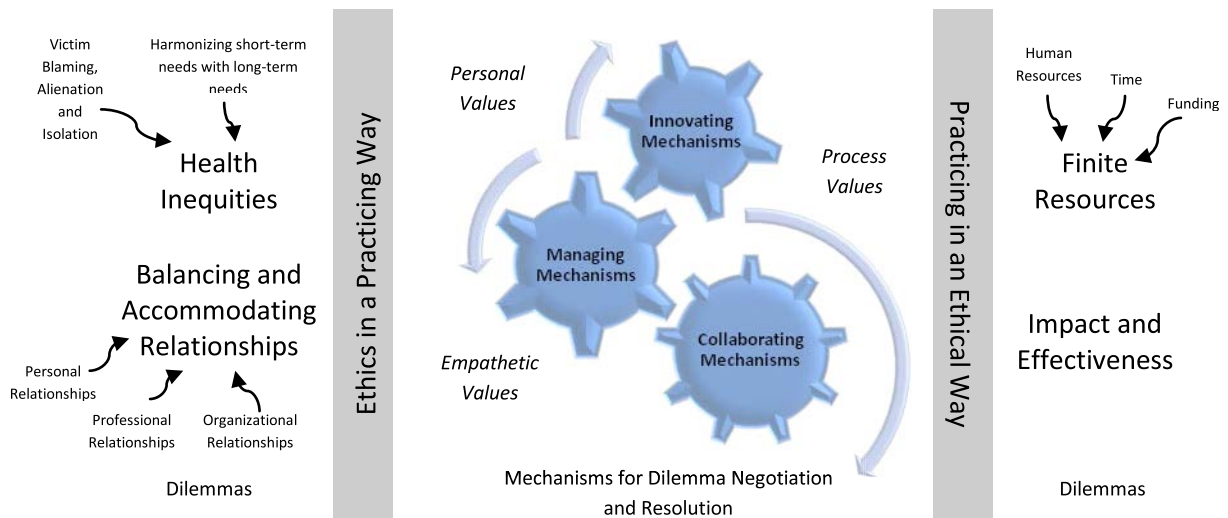 Victim
Blaming,
Alienation
and
Isolation
Harmonizing short-term
needs with long-term
needs
Health
Inequities
Balancing and
Accommodating
Relationships
Personal
Relationships
Professional
Relationships
Organizational
Relationships
Dilemmas
Ethics in a Practicing Way
Personal
Values
Innovating
Mechanisms
Process
Values
Managing
Mechanisms
Collaborating
Mechanisms
Empathetic
Values
Mechanisms for Dilemma Negotiation
and Resolution
Practicing in an Ethical Way
Human
Resources
Time
Funding
Finite
Resources
Impact and
Effectiveness
Dilemmas